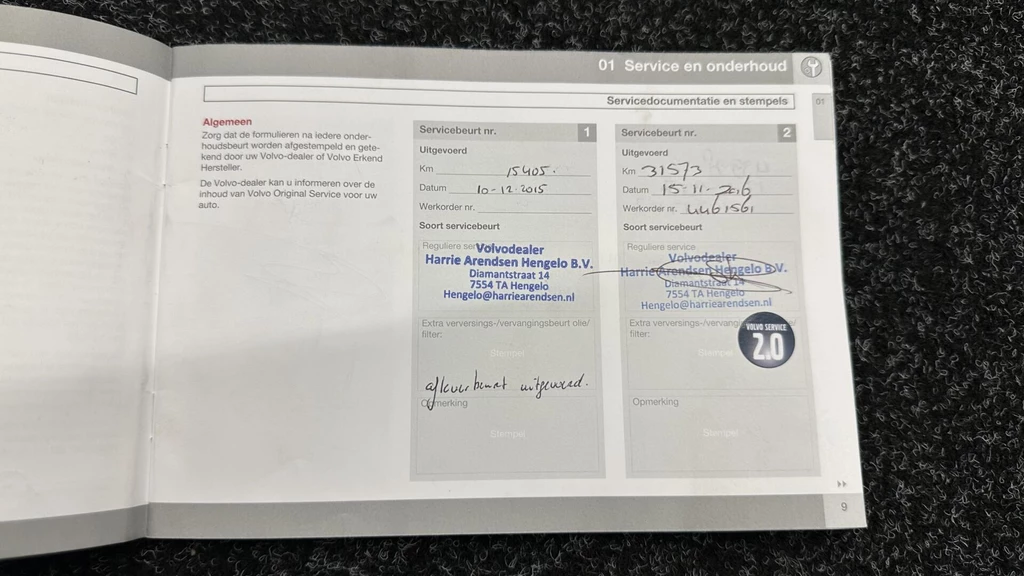 01 Service en onderhoud
Servicedocumentatie en stempels
01
Algemeen
Zorg dat de formulieren na iedere onder-
houdsbeurt worden afgestempeld en gete-
kend door uw Volvo-dealer of Volvo Erkend
Hersteller.
De Volvo-dealer kan u informeren over de
inhoud van Volvo Original Service voor uw
auto.
Servicebeurt nr. 1
Uitgevoerd
Km 15405.
Datum 10-12-2015
Werkorder nr.
Soort servicebeurt
Reguliere service
Volvodealer
Harrie Arendsen Hengelo B.V.
Diamantstraat 14
7554 TA Hengelo
Hengelo@harriearendsen.nl
Extra verversings-/vervangingsbeurt olie/
filter:
Stempel
afleverbeurt uitgevoerd.
Opmerking
Stempel
Servicebeurt nr. 2
Uitgevoerd
Km 31573
Datum 15-11-2016
Werkorder nr. 4461561
Soort servicebeurt
Reguliere service
Volvodealer
Harrie Arendsen Hengelo B.V.
Diamantstraat 14
7554 TA Hengelo
Hengelo@harriearendsen.nl
Extra verversings-/vervang
filter:
Stempel
VOLVO SERVICE
2.0
Opmerking
Stempel
9